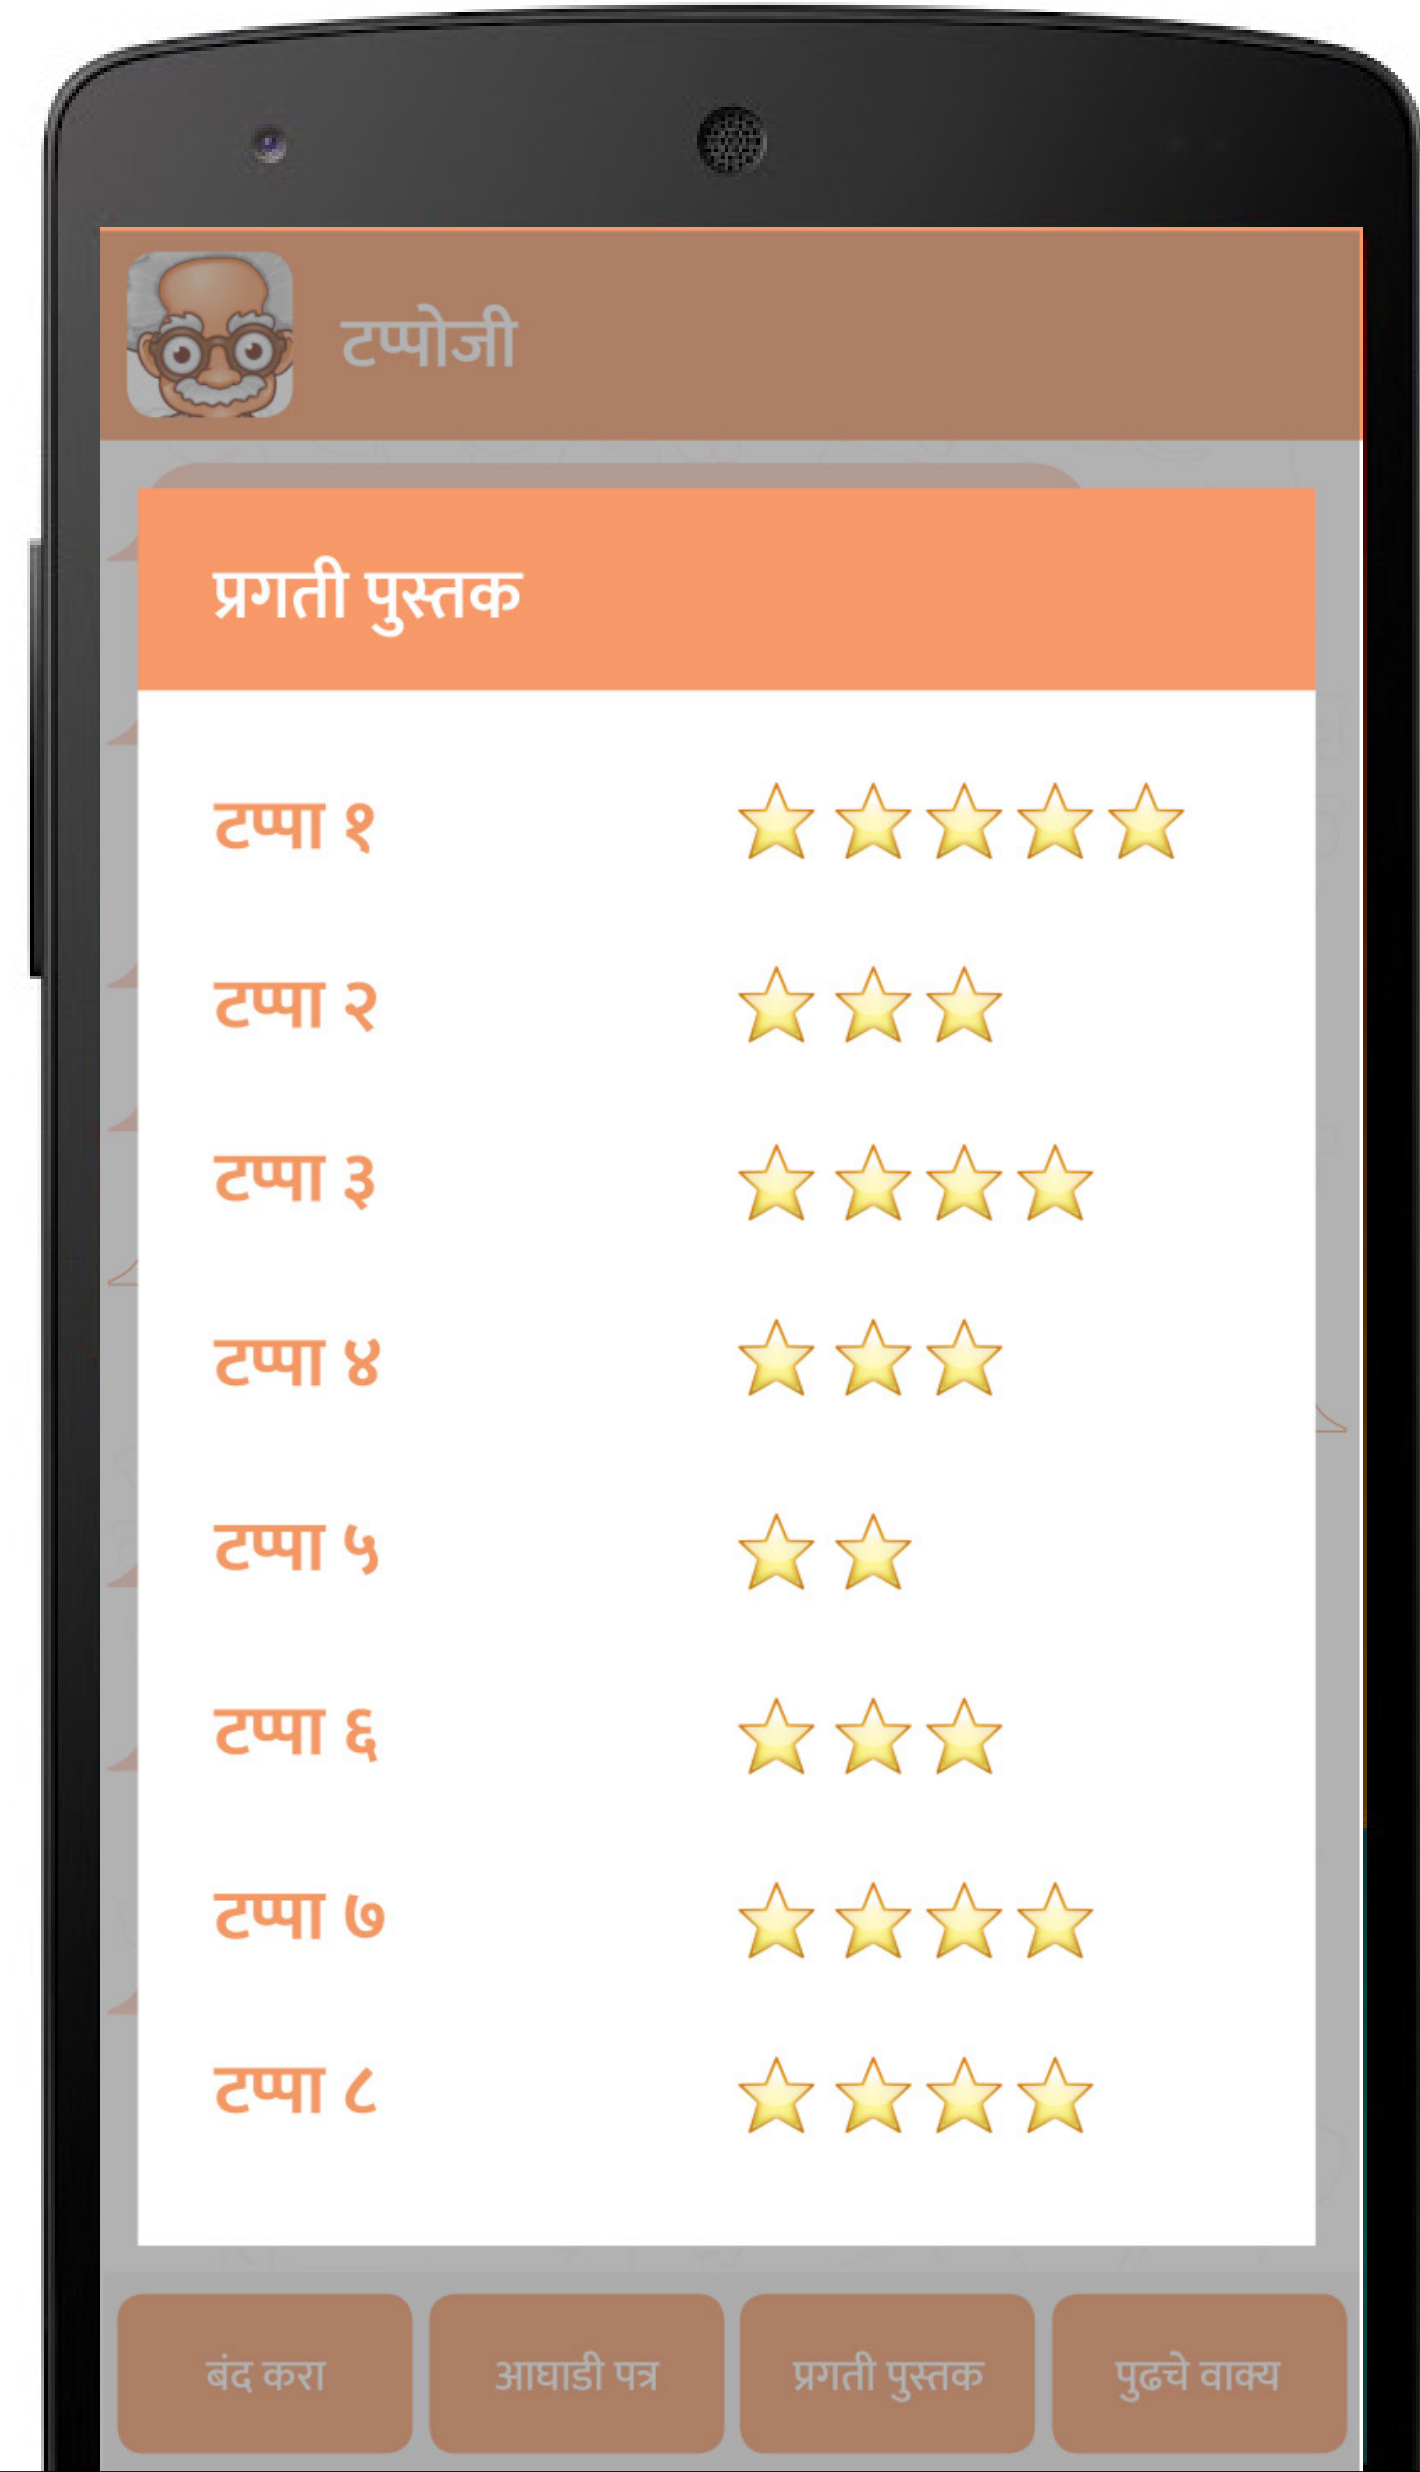 टप्पोजी
प्रगती पुस्तक
टप्पा १
टप्पा २
टप्पा ३
टप्पा ४
टप्पा ५
टप्पा ६
टप्पा ७
टप्पा ८
बंद करा आघाडी पत्र प्रगती पुस्तक पुढचे वाक्य